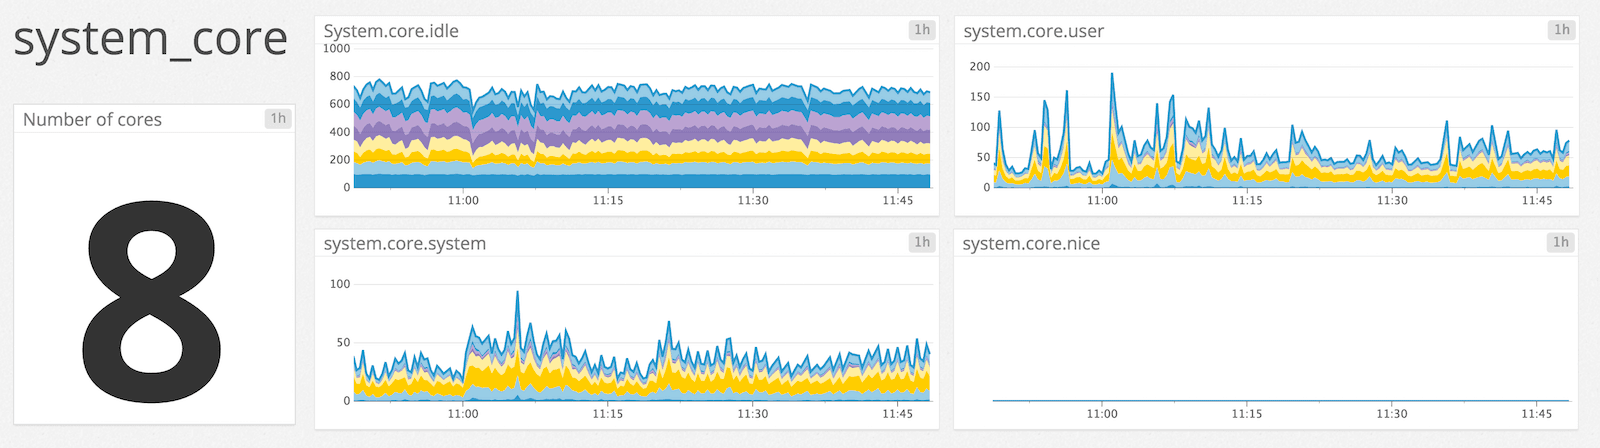 system_core
Number of cores 1h
8
System.core.idle 1h
1000
800
600
400
200
0
11:00 11:15 11:30 11:45
system.core.user 1h
200
150
100
50
0
11:00 11:15 11:30 11:45
system.core.system 1h
100
50
0
11:00 11:15 11:30 11:45
system.core.nice 1h
11:00 11:15 11:30 11:45